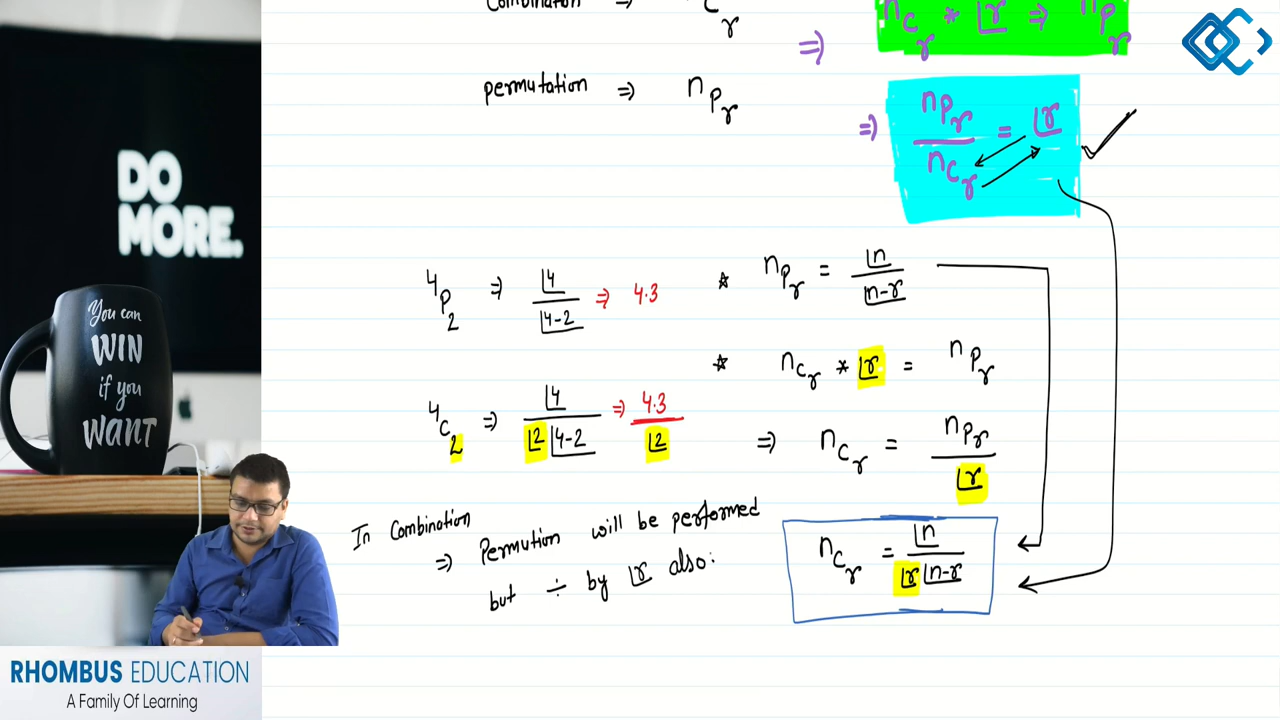 Combination ⇒ nCr
nCr * ⌊r ⇒ nPr
⇒
permutation ⇒ nPr
⇒ nPr / nCr = ⌊r
DO
MORE.
4P2 ⇒ ⌊4 / ⌊4-2 ⇒ 4.3
* nPr = ⌊n / ⌊n-r
* nCr * ⌊r = nPr
4C2 ⇒ ⌊4 / ⌊2 ⌊4-2 ⇒ 4.3 / ⌊2
⇒ nCr = nPr / ⌊r
You can
WIN
if you
WANT
In Combination
⇒ Permution will be performed
but ÷ by ⌊r also:
nCr = ⌊n / ⌊r ⌊n-r
RHOMBUS EDUCATION
A Family Of Learning